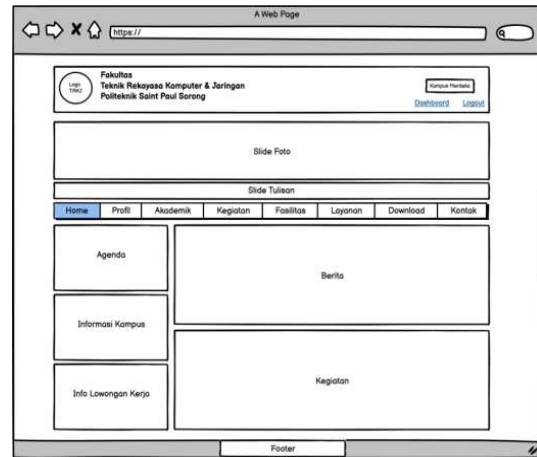 A Web Page
https://
Logo
TRKJ
Fakultas
Teknik Rekayasa Komputer & Jaringan
Politeknik Saint Paul Sorong
Kampus Merdeka
Dashboard Logout
Slide Foto
Slide Tulisan
Home Profil Akademik Kegiatan Fasilitas Layanan Download Kontak
Agenda
Berita
Informasi Kampus
Kegiatan
Info Lowongan Kerja
Footer